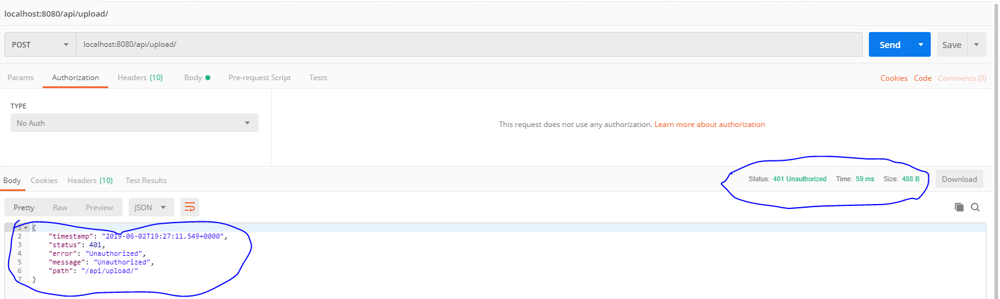 localhost:8080/api/upload/
POST localhost:8080/api/upload/ Send Save
Params Authorization Headers (10) Body Pre-request Script Tests Cookies Code Comments (0)
TYPE
No Auth
This request does not use any authorization. Learn more about authorization
Body Cookies Headers (10) Test Results Status: 401 Unauthorized Time: 59 ms Size: 488 B Download
Pretty Raw Preview JSON
1 {
2 "timestamp": "2019-06-02T19:27:11.549+0000",
3 "status": 401,
4 "error": "Unauthorized",
5 "message": "Unauthorized",
6 "path": "/api/upload/"
7 }